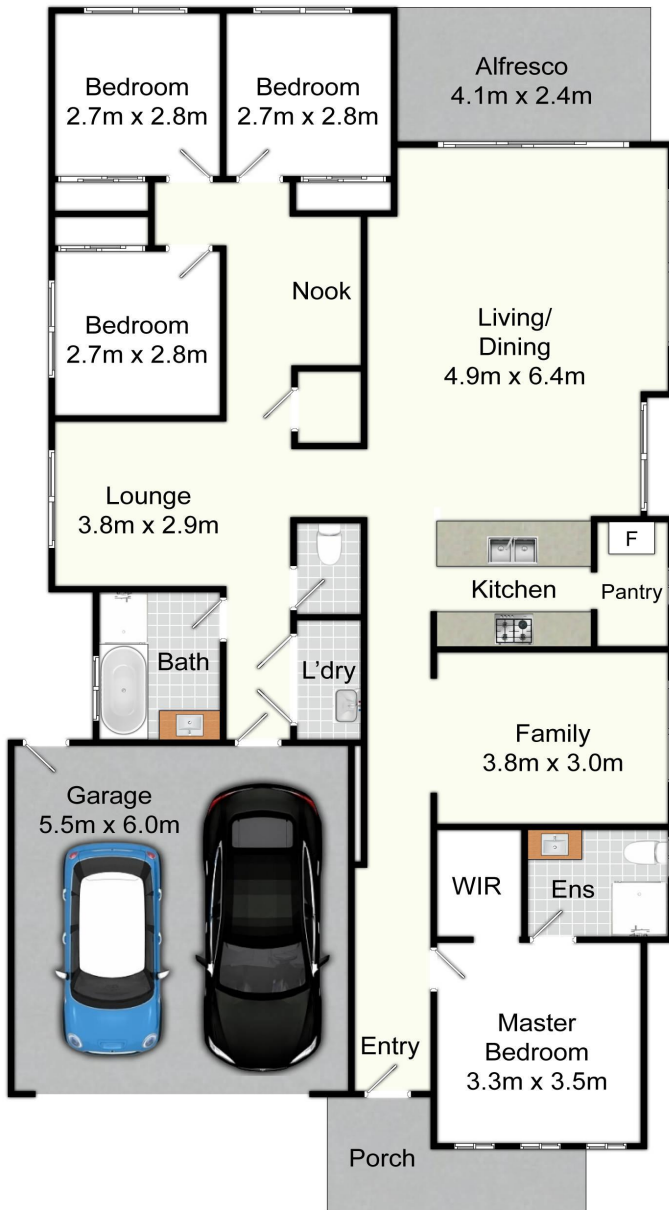 Bedroom
2.7m x 2.8m
Bedroom
2.7m x 2.8m
Alfresco
4.1m x 2.4m
Nook
Bedroom
2.7m x 2.8m
Living/
Dining
4.9m x 6.4m
Lounge
3.8m x 2.9m
F
Kitchen
Pantry
Bath
L'dry
Family
3.8m x 3.0m
Garage
5.5m x 6.0m
WIR
Ens
Entry
Master
Bedroom
3.3m x 3.5m
Porch